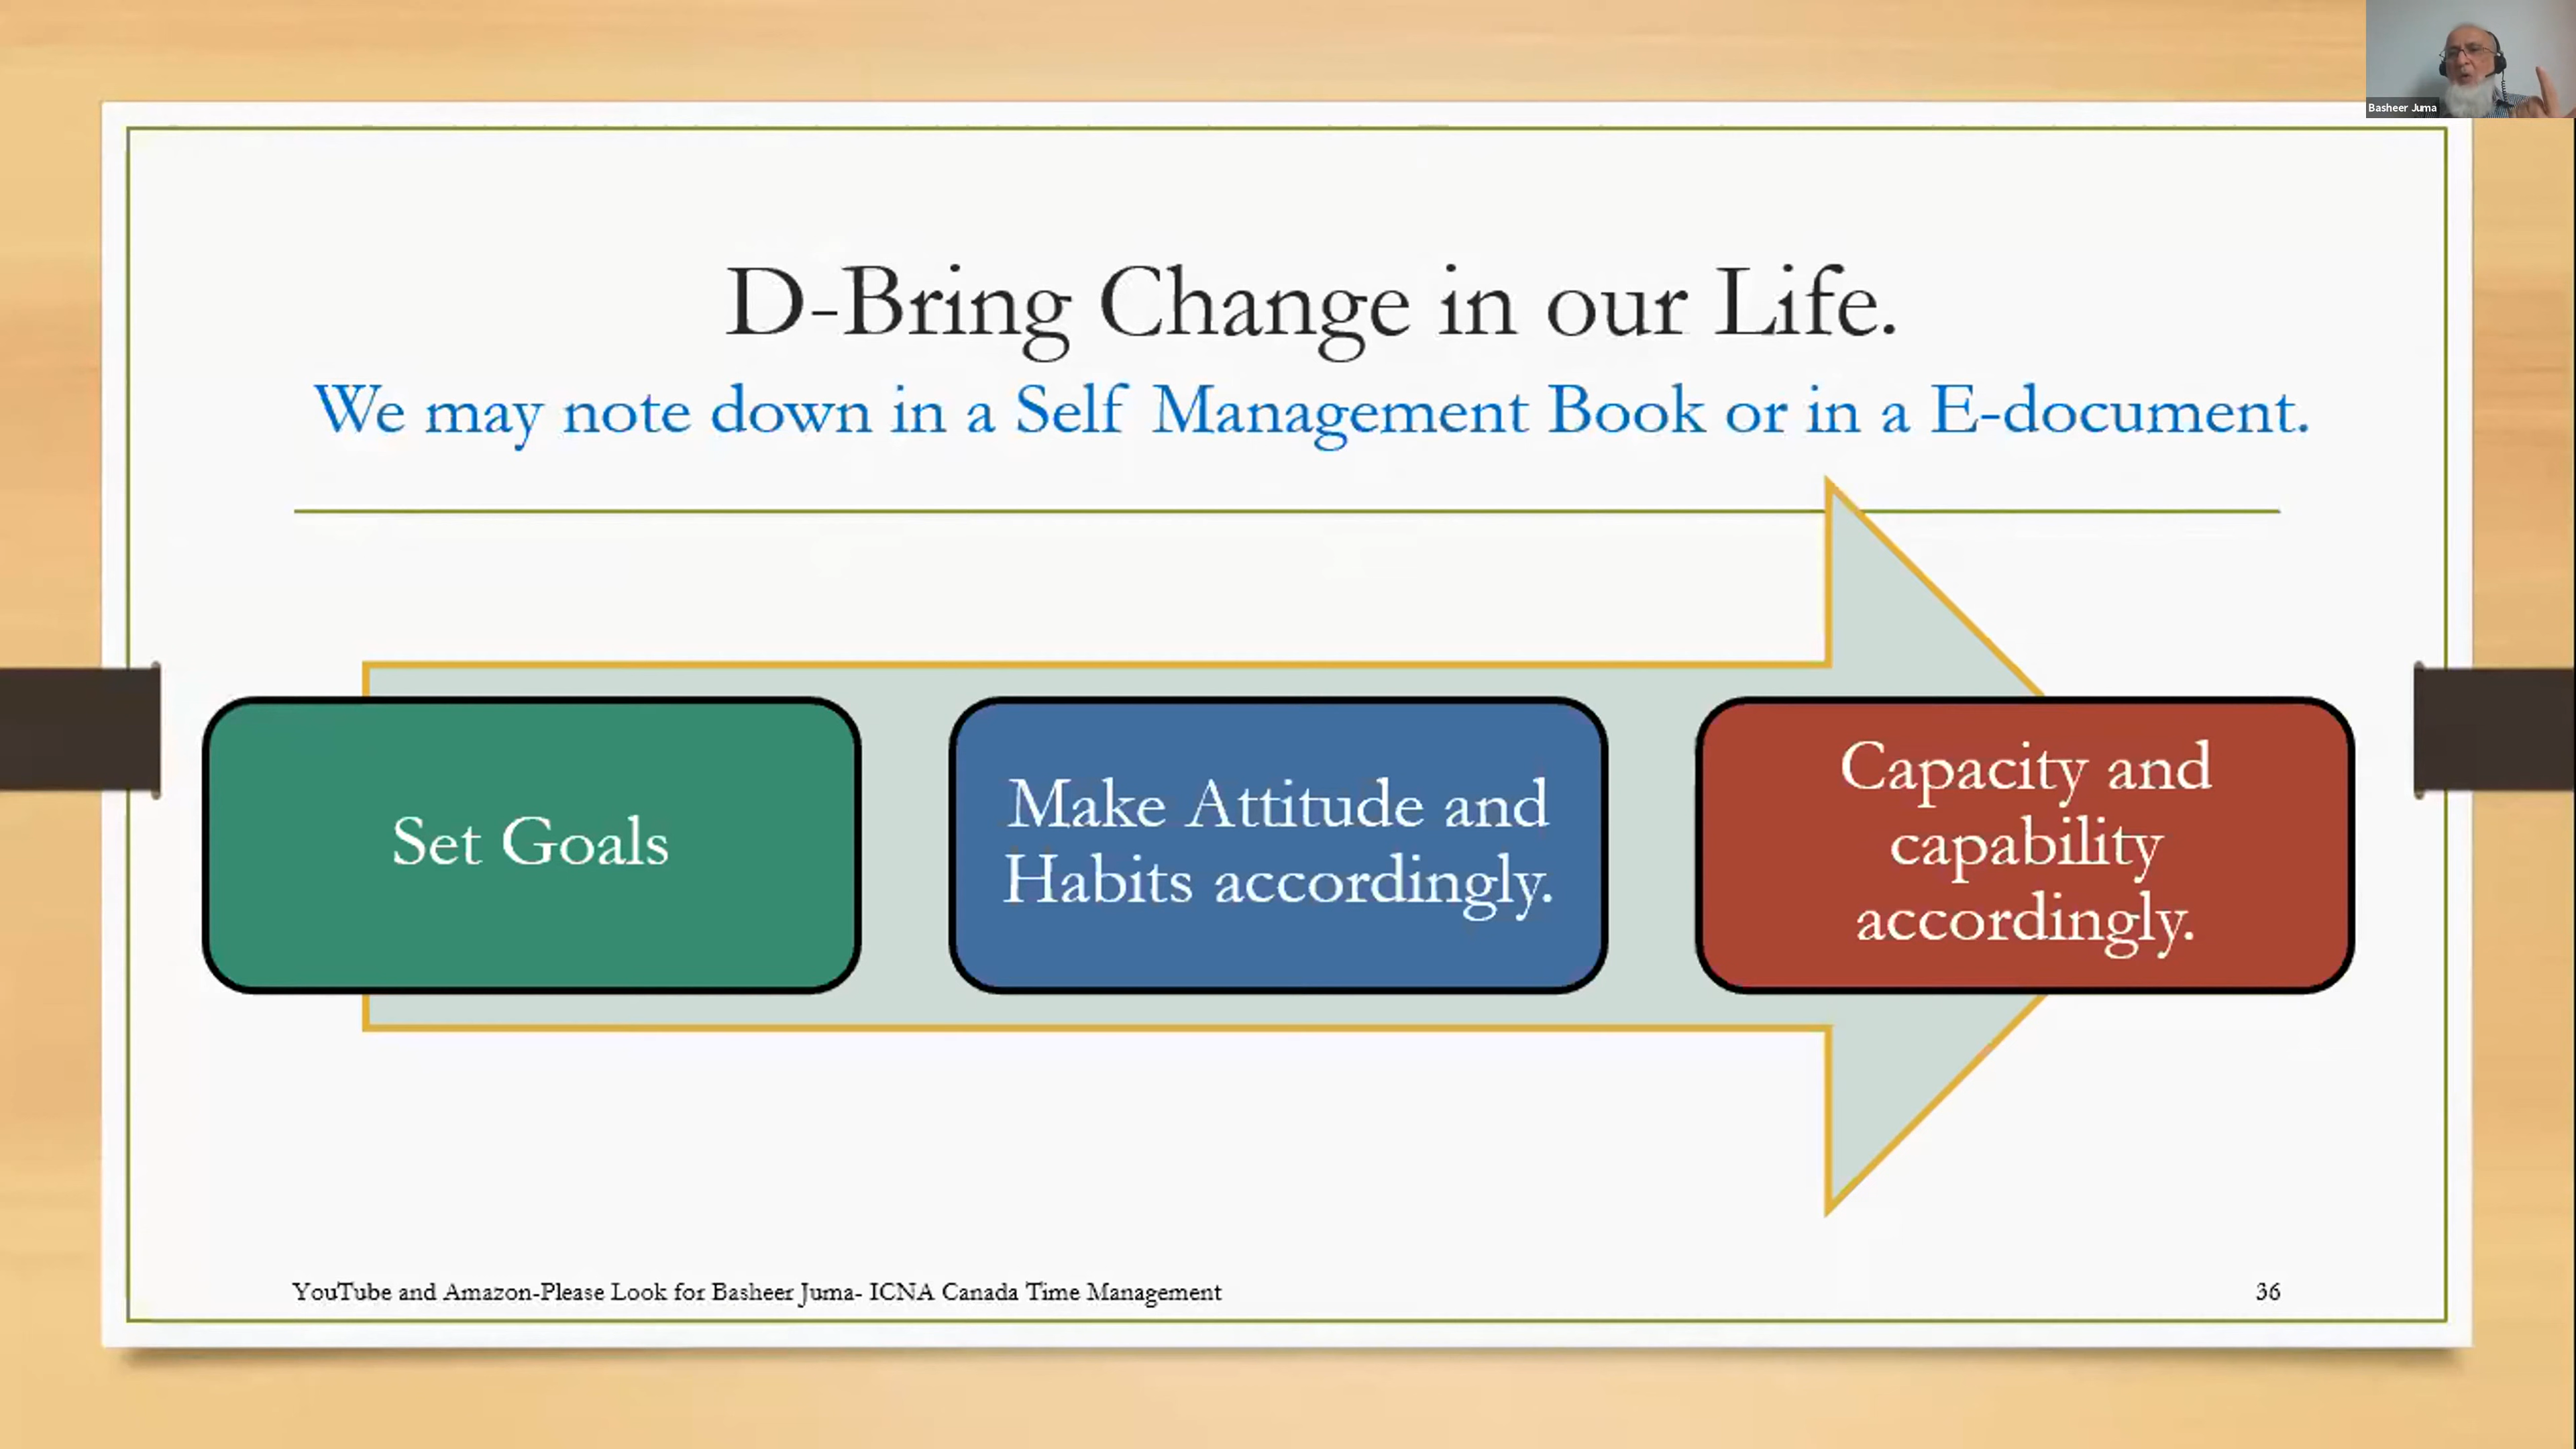 Basheer Juma
D-Bring Change in our Life.
We may note down in a Self Management Book or in a E-document.
Set Goals
Make Attitude and
Habits accordingly.
Capacity and
capability
accordingly.
YouTube and Amazon-Please Look for Basheer Juma- ICNA Canada Time Management
36